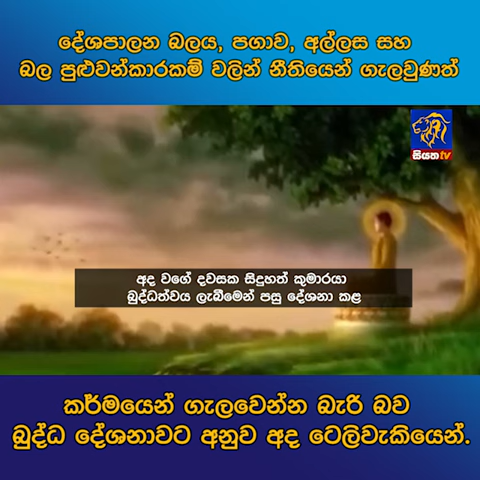 දේශපාලන බලය, පගාව, අල්ලස සහ
බල පුළුවන්කාරකම් වලින් නීතියෙන් ගැලවුණත්
සියත tv
අද වගේ දවසක සිදුහත් කුමාරයා
බුද්ධත්වය ලැබීමෙන් පසු දේශනා කළ
කර්මයෙන් ගැලවෙන්න බැරි බව
බුද්ධ දේශනාවට අනුව අද ටෙලිවැකියෙන්.